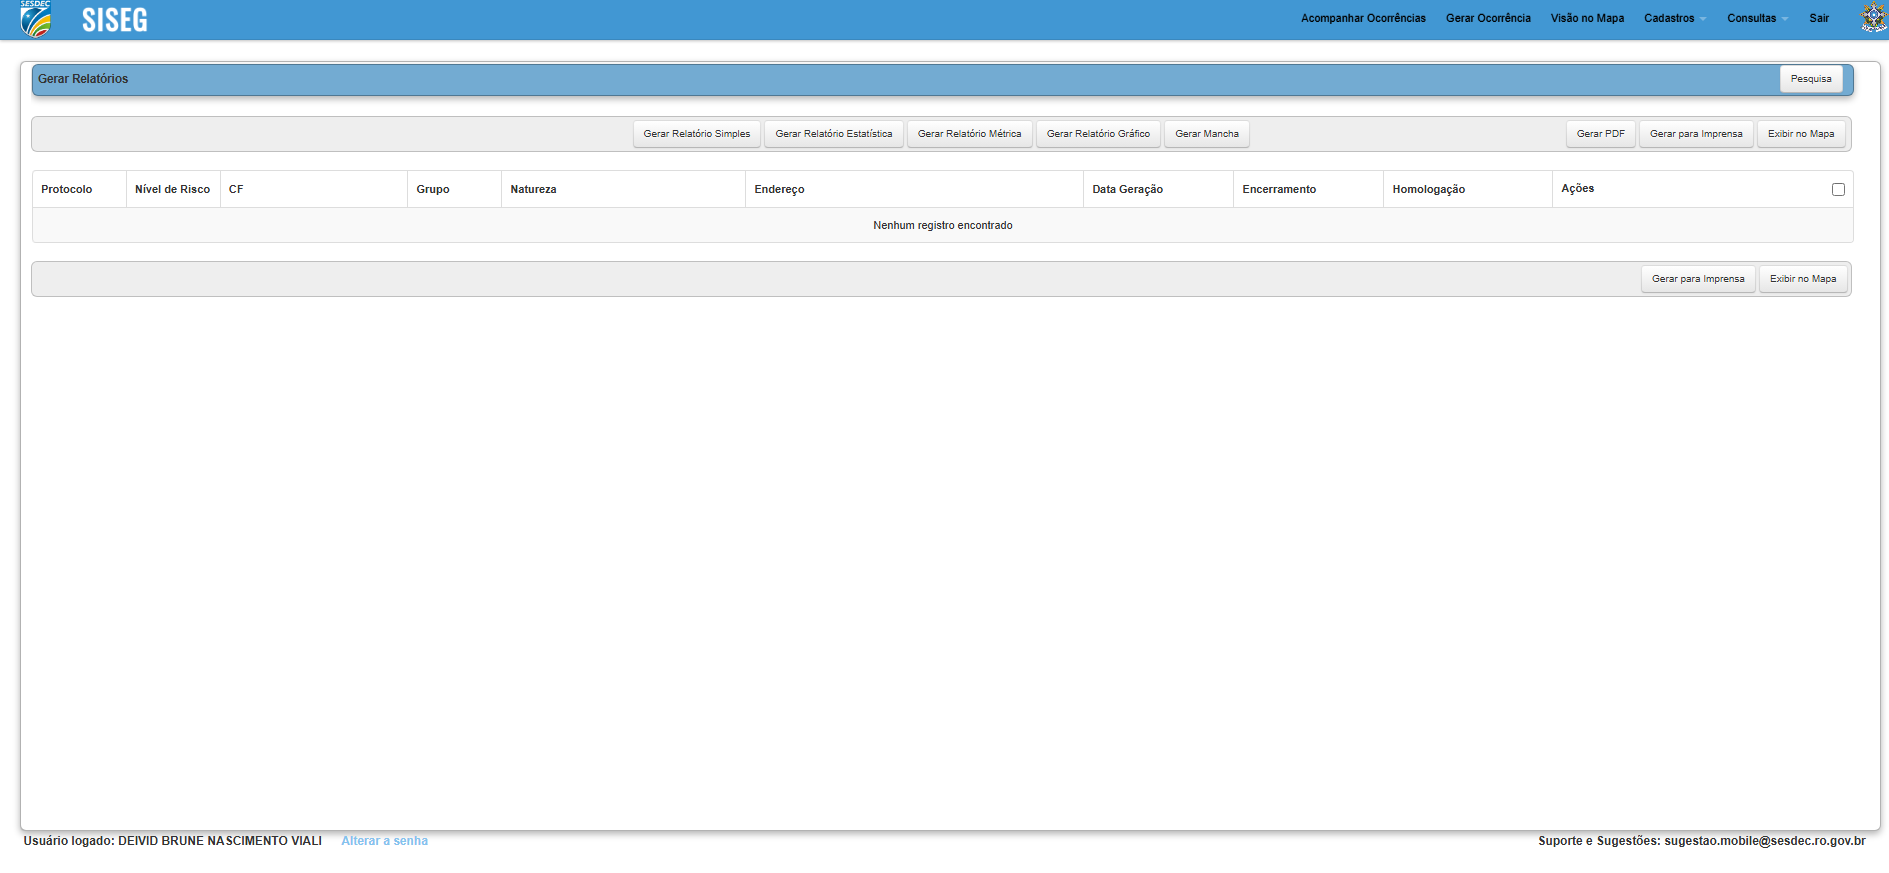 SESDEC
SISEG
Acompanhar Ocorrências Gerar Ocorrência Visão no Mapa Cadastros Consultas Sair
Gerar Relatórios
Pesquisa
Gerar Relatório Simples Gerar Relatório Estatística Gerar Relatório Métrica Gerar Relatório Gráfico Gerar Mancha Gerar PDF Gerar para Imprensa Exibir no Mapa
Protocolo Nível de Risco CF Grupo Natureza Endereço Data Geração Encerramento Homologação Ações
Nenhum registro encontrado
Gerar para Imprensa Exibir no Mapa
Usuário logado: DEIVID BRUNE NASCIMENTO VIALI Alterar a senha Suporte e Sugestões: sugestao.mobile@sesdec.ro.gov.br